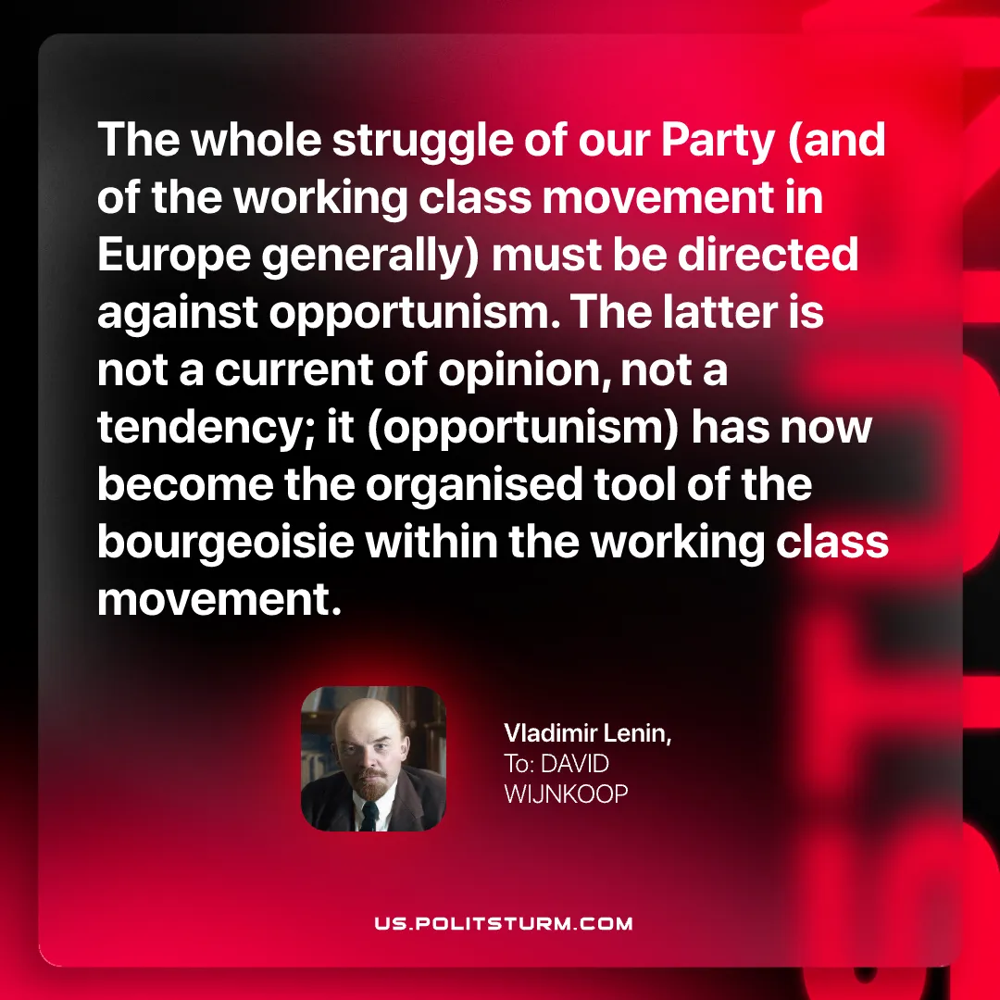 The whole struggle of our Party (and
of the working class movement in
Europe generally) must be directed
against opportunism. The latter is
not a current of opinion, not a
tendency; it (opportunism) has now
become the organised tool of the
bourgeoisie within the working class
movement.
Vladimir Lenin,
To: DAVID
WIJNKOOP
US.POLITSTURM.COM